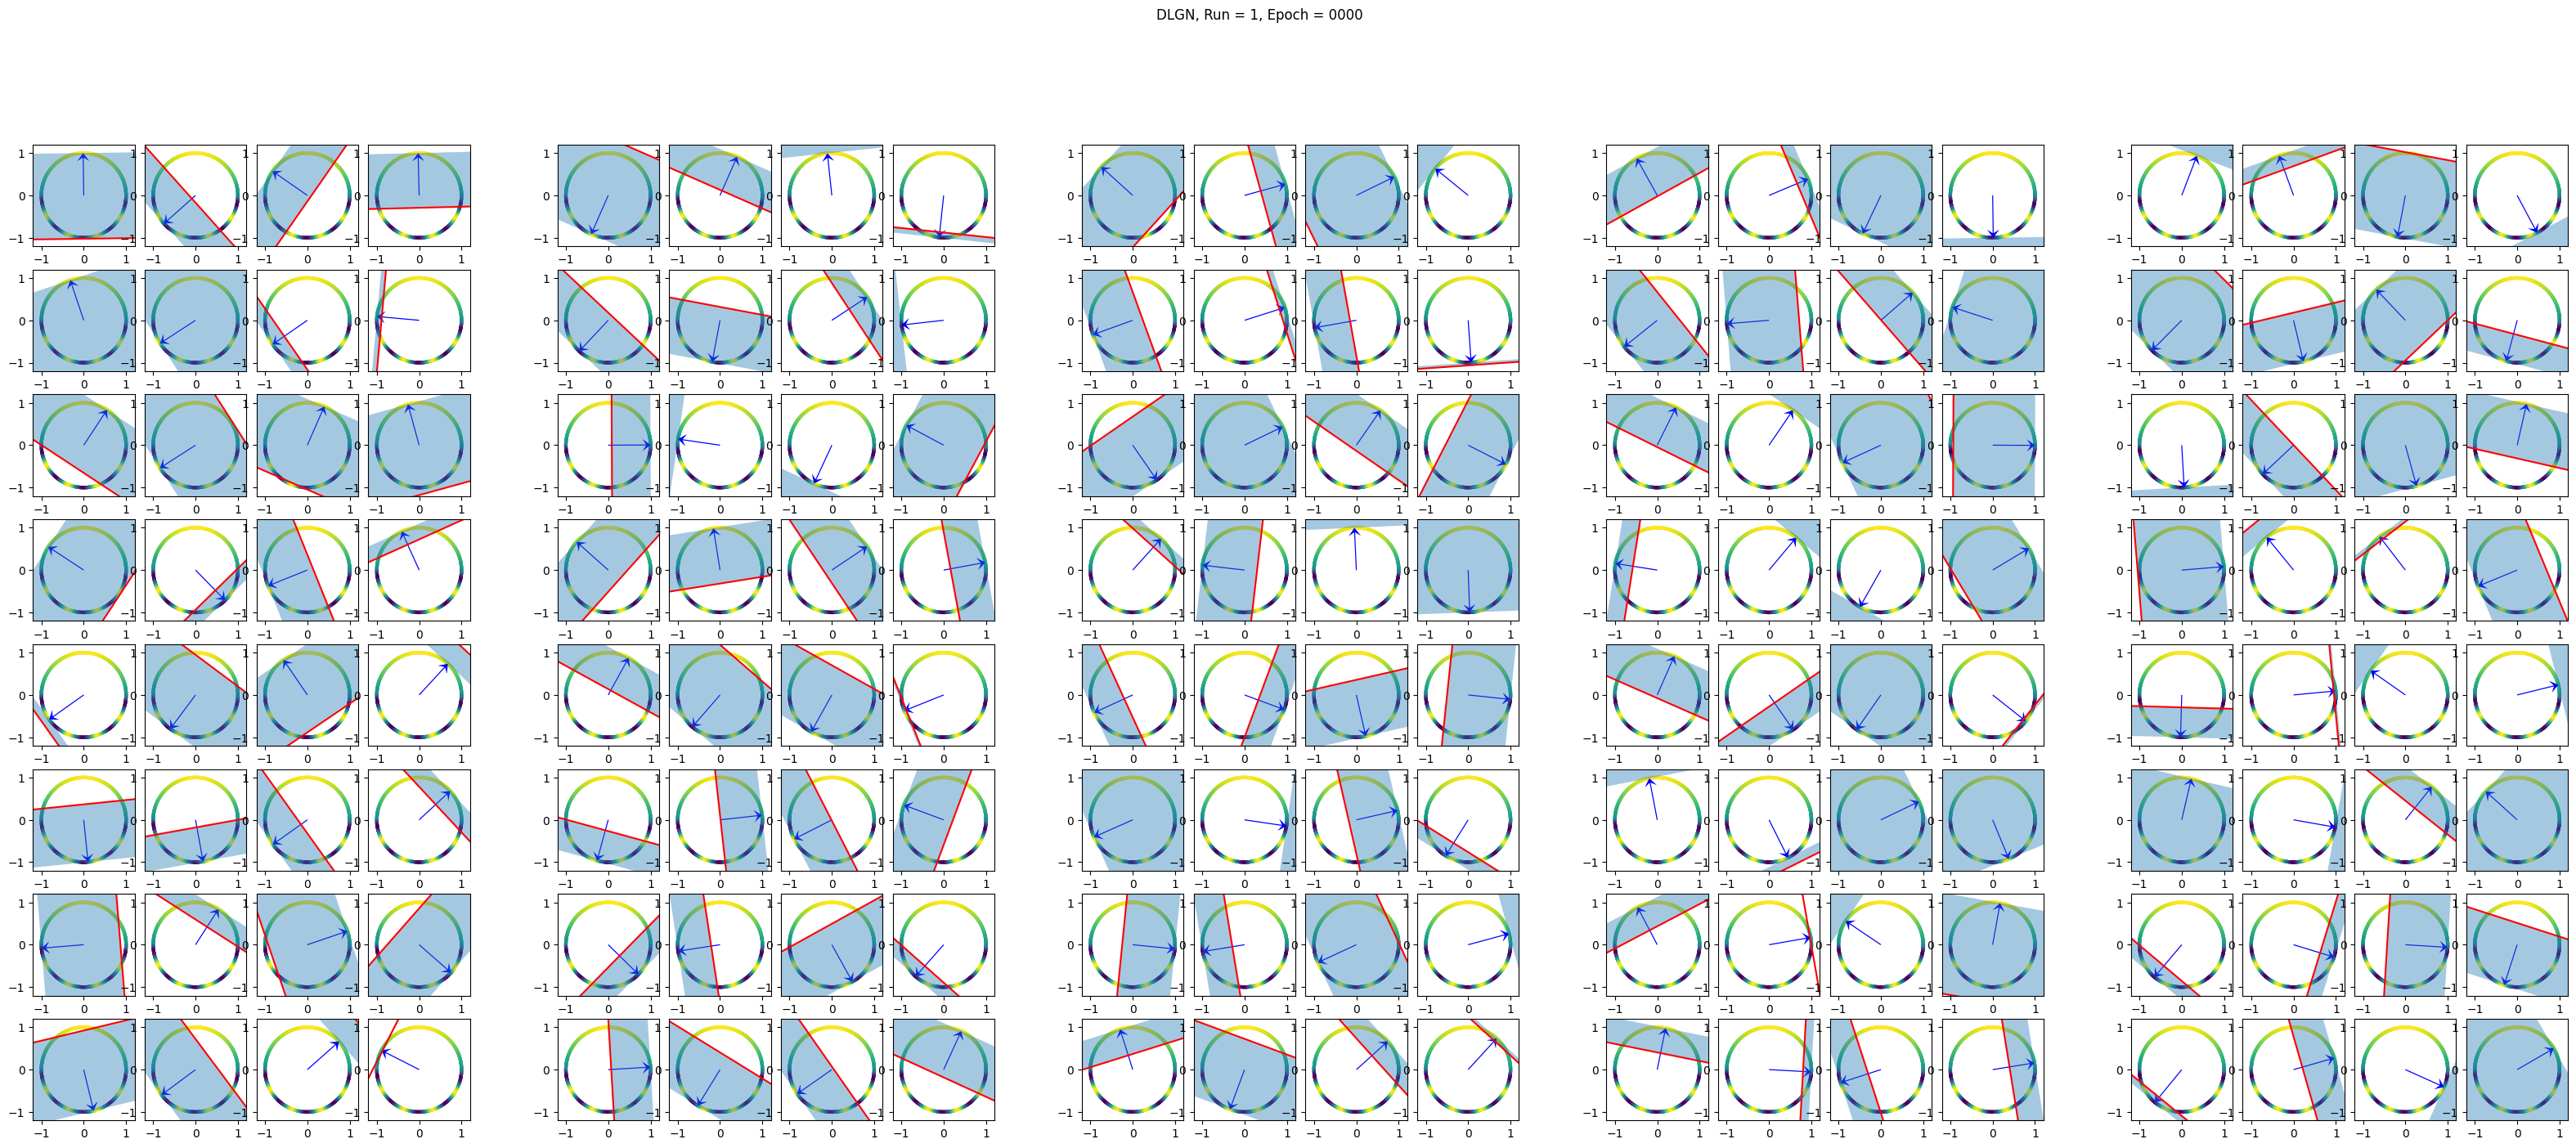 DLGN, Run = 1, Epoch = 0000